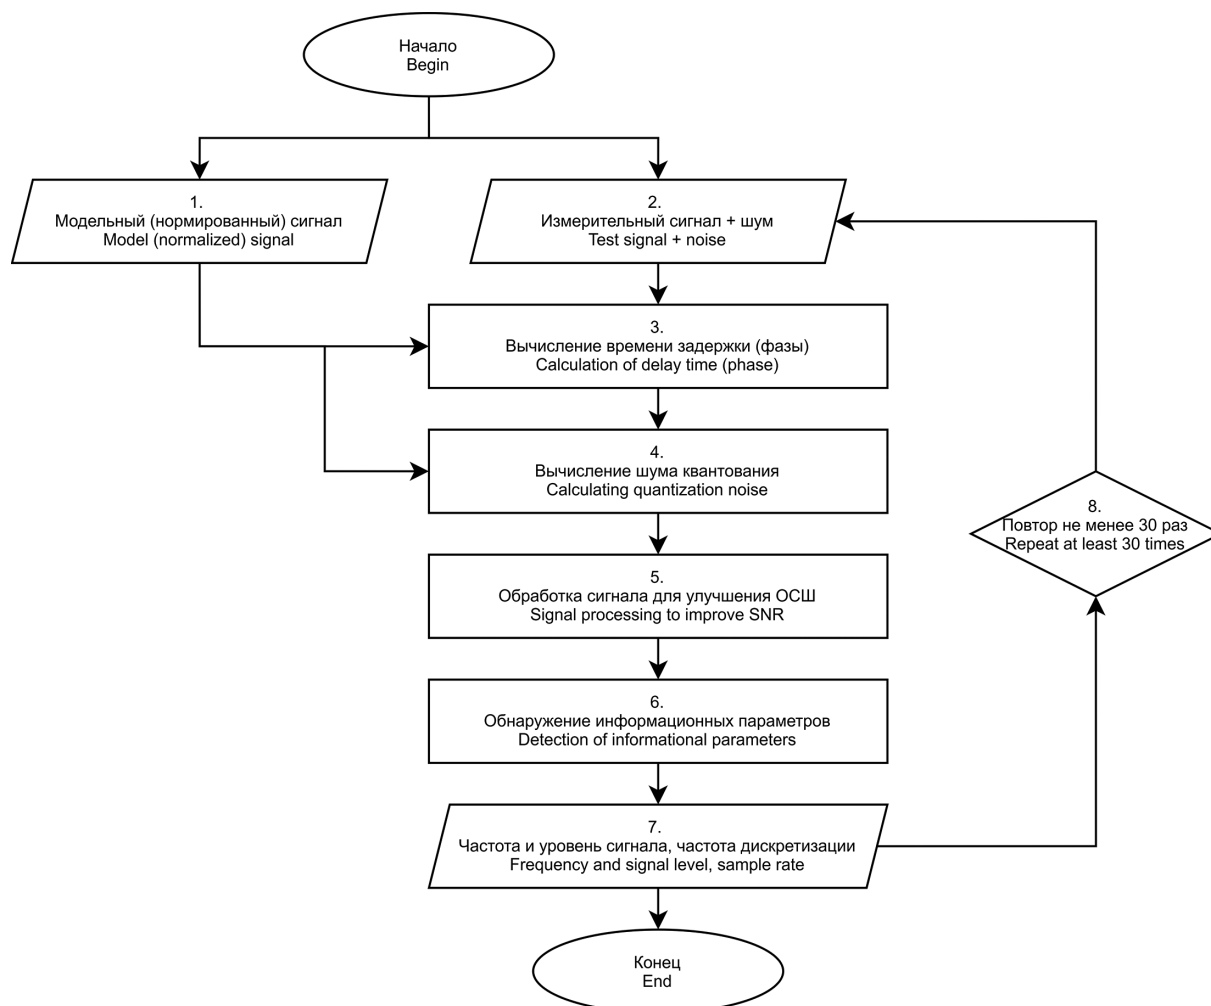 Начало
Begin
1.
Модельный (нормированный) сигнал
Model (normalized) signal
2.
Измерительный сигнал + шум
Test signal + noise
3.
Вычисление времени задержки (фазы)
Calculation of delay time (phase)
4.
Вычисление шума квантования
Calculating quantization noise
5.
Обработка сигнала для улучшения ОСШ
Signal processing to improve SNR
6.
Обнаружение информационных параметров
Detection of informational parameters
7.
Частота и уровень сигнала, частота дискретизации
Frequency and signal level, sample rate
8.
Повтор не менее 30 раз
Repeat at least 30 times
Конец
End